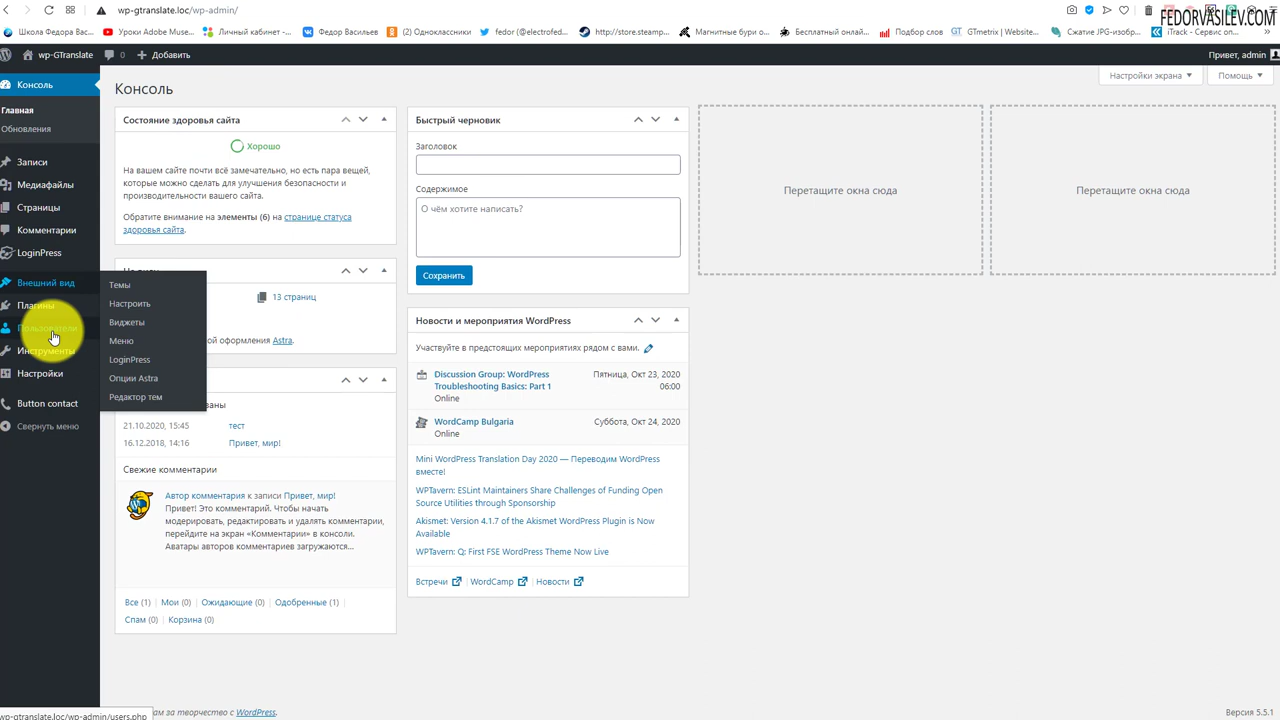 wp-gtranslate.loc/wp-admin/
FEDORVASILEV.COM
Школа Федора Васил...
Уроки Adobe Muse...
Личный кабинет -...
Федор Васильев
(2) Одноклассники
fedor (@electrofed...
http://store.steamp...
Магнитные бури о...
Бесплатный онлай...
Подбор слов
GTmetrix | Website...
Сжатие JPG-изобр...
iTrack - Сервис оп...
wp-GTranslate
0
Добавить
Привет, admin
Консоль
Главная
Обновления
Записи
Медиафайлы
Страницы
Комментарии
LoginPress
Внешний вид
Плагины
Пользователи
Инструменты
Настройки
Button contact
Свернуть меню
Темы
Настроить
Виджеты
Меню
LoginPress
Опции Astra
Редактор тем
Настройки экрана
Помощь
Консоль
Состояние здоровья сайта
Хорошо
На вашем сайте почти всё замечательно, но есть пара вещей,
которые можно сделать для улучшения безопасности и
производительности вашего сайта.
Обратите внимание на элементы (6) на странице статуса
здоровья сайта.
13 страниц
Astra.
21.10.2020, 15:45 тест
16.12.2018, 14:16 Привет, мир!
Свежие комментарии
Автор комментария к записи Привет, мир!
Привет! Это комментарий. Чтобы начать
модерировать, редактировать и удалять комментарии,
перейдите на экран «Комментарии» в консоли.
Аватары авторов комментариев загружаются...
Все (1) | Мои (0) | Ожидающие (0) | Одобренные (1) |
Спам (0) | Корзина (0)
Быстрый черновик
Заголовок
Содержимое
О чём хотите написать?
Сохранить
Новости и мероприятия WordPress
Участвуйте в предстоящих мероприятиях рядом с вами.
Discussion Group: WordPress
Troubleshooting Basics: Part 1
Online
Пятница, Окт 23, 2020
06:00
WordCamp Bulgaria
Online
Суббота, Окт 24, 2020
Mini WordPress Translation Day 2020 — Переводим WordPress
вместе!
WPTavern: ESLint Maintainers Share Challenges of Funding Open
Source Utilities through Sponsorship
Akismet: Version 4.1.7 of the Akismet WordPress Plugin is Now
Available
WPTavern: Q: First FSE WordPress Theme Now Live
Встречи | WordCamp | Новости
Перетащите окна сюда
Перетащите окна сюда
wp-gtranslate.loc/wp-admin/users.php
за творчество с WordPress.
Версия 5.5.1